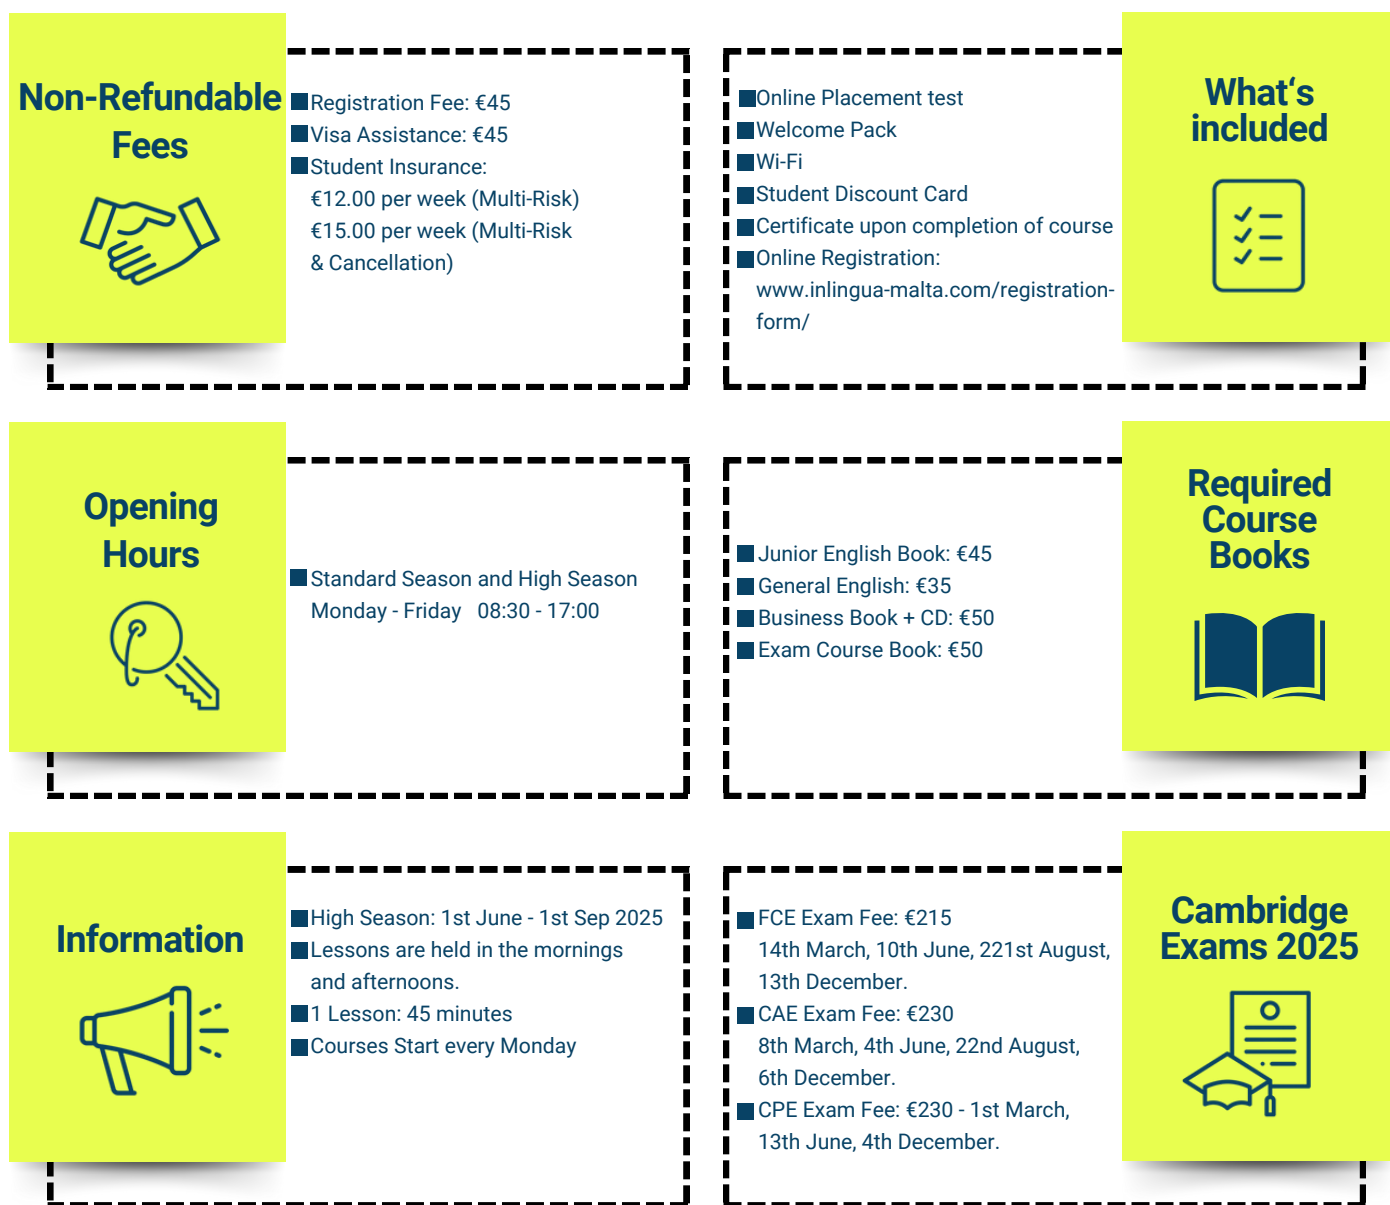 Non-Refundable
Fees
■Registration Fee: €45
■Visa Assistance: €45
■Student Insurance:
€12.00 per week (Multi-Risk)
€15.00 per week (Multi-Risk
& Cancellation)
What‘s
included
■Online Placement test
■Welcome Pack
■Wi-Fi
■Student Discount Card
■Certificate upon completion of course
■Online Registration:
www.inlingua-malta.com/registration-
form/
Opening
Hours
■Standard Season and High Season
Monday - Friday 08:30 - 17:00
Required
Course
Books
■Junior English Book: €45
■General English: €35
■Business Book + CD: €50
■Exam Course Book: €50
Information
■High Season: 1st June - 1st Sep 2025
■Lessons are held in the mornings
and afternoons.
■1 Lesson: 45 minutes
■Courses Start every Monday
Cambridge
Exams 2025
■FCE Exam Fee: €215
14th March, 10th June, 221st August,
13th December.
■CAE Exam Fee: €230
8th March, 4th June, 22nd August,
6th December.
■CPE Exam Fee: €230 - 1st March,
13th June, 4th December.